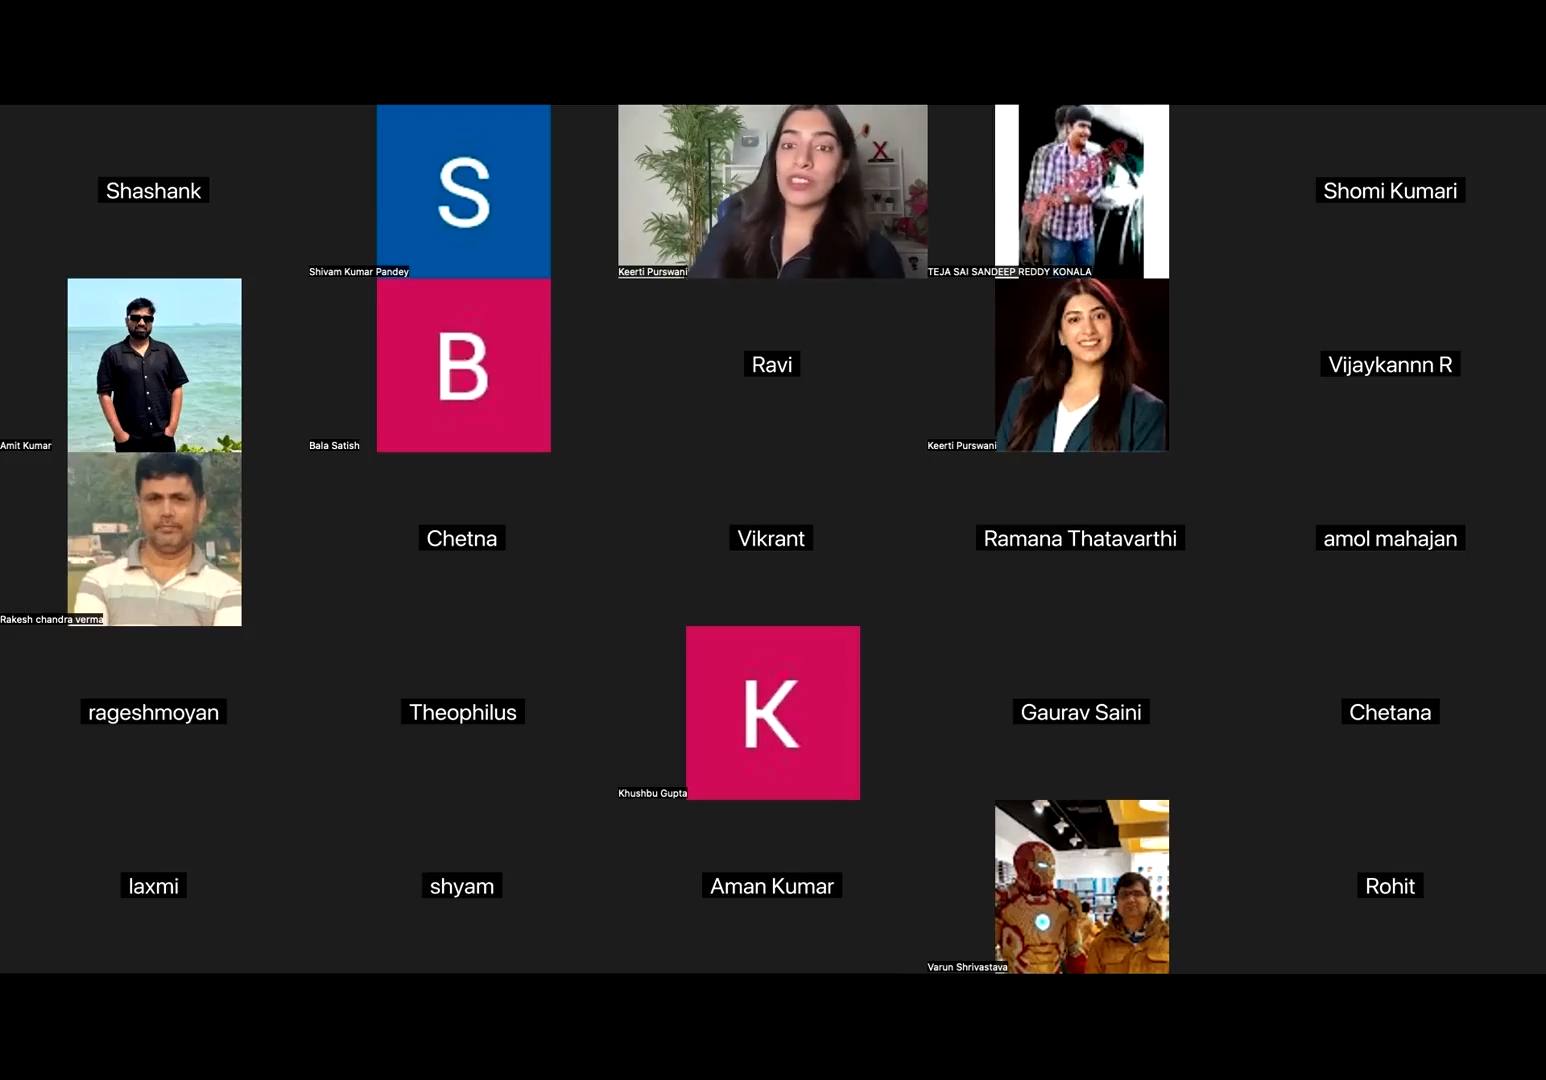 Shashank
S
Shivam Kumar Pandey
Keerti Purswani
TEJA SAI SANDEEP REDDY KONALA
Shomi Kumari
Amit Kumar
B
Bala Satish
Ravi
Keerti Purswani
Vijaykannn R
Rakesh chandra verma
Chetna
Vikrant
Ramana Thatavarthi
amol mahajan
rageshmoyan
Theophilus
K
Khushbu Gupta
Gaurav Saini
Chetana
laxmi
shyam
Aman Kumar
Varun Shrivastava
Rohit